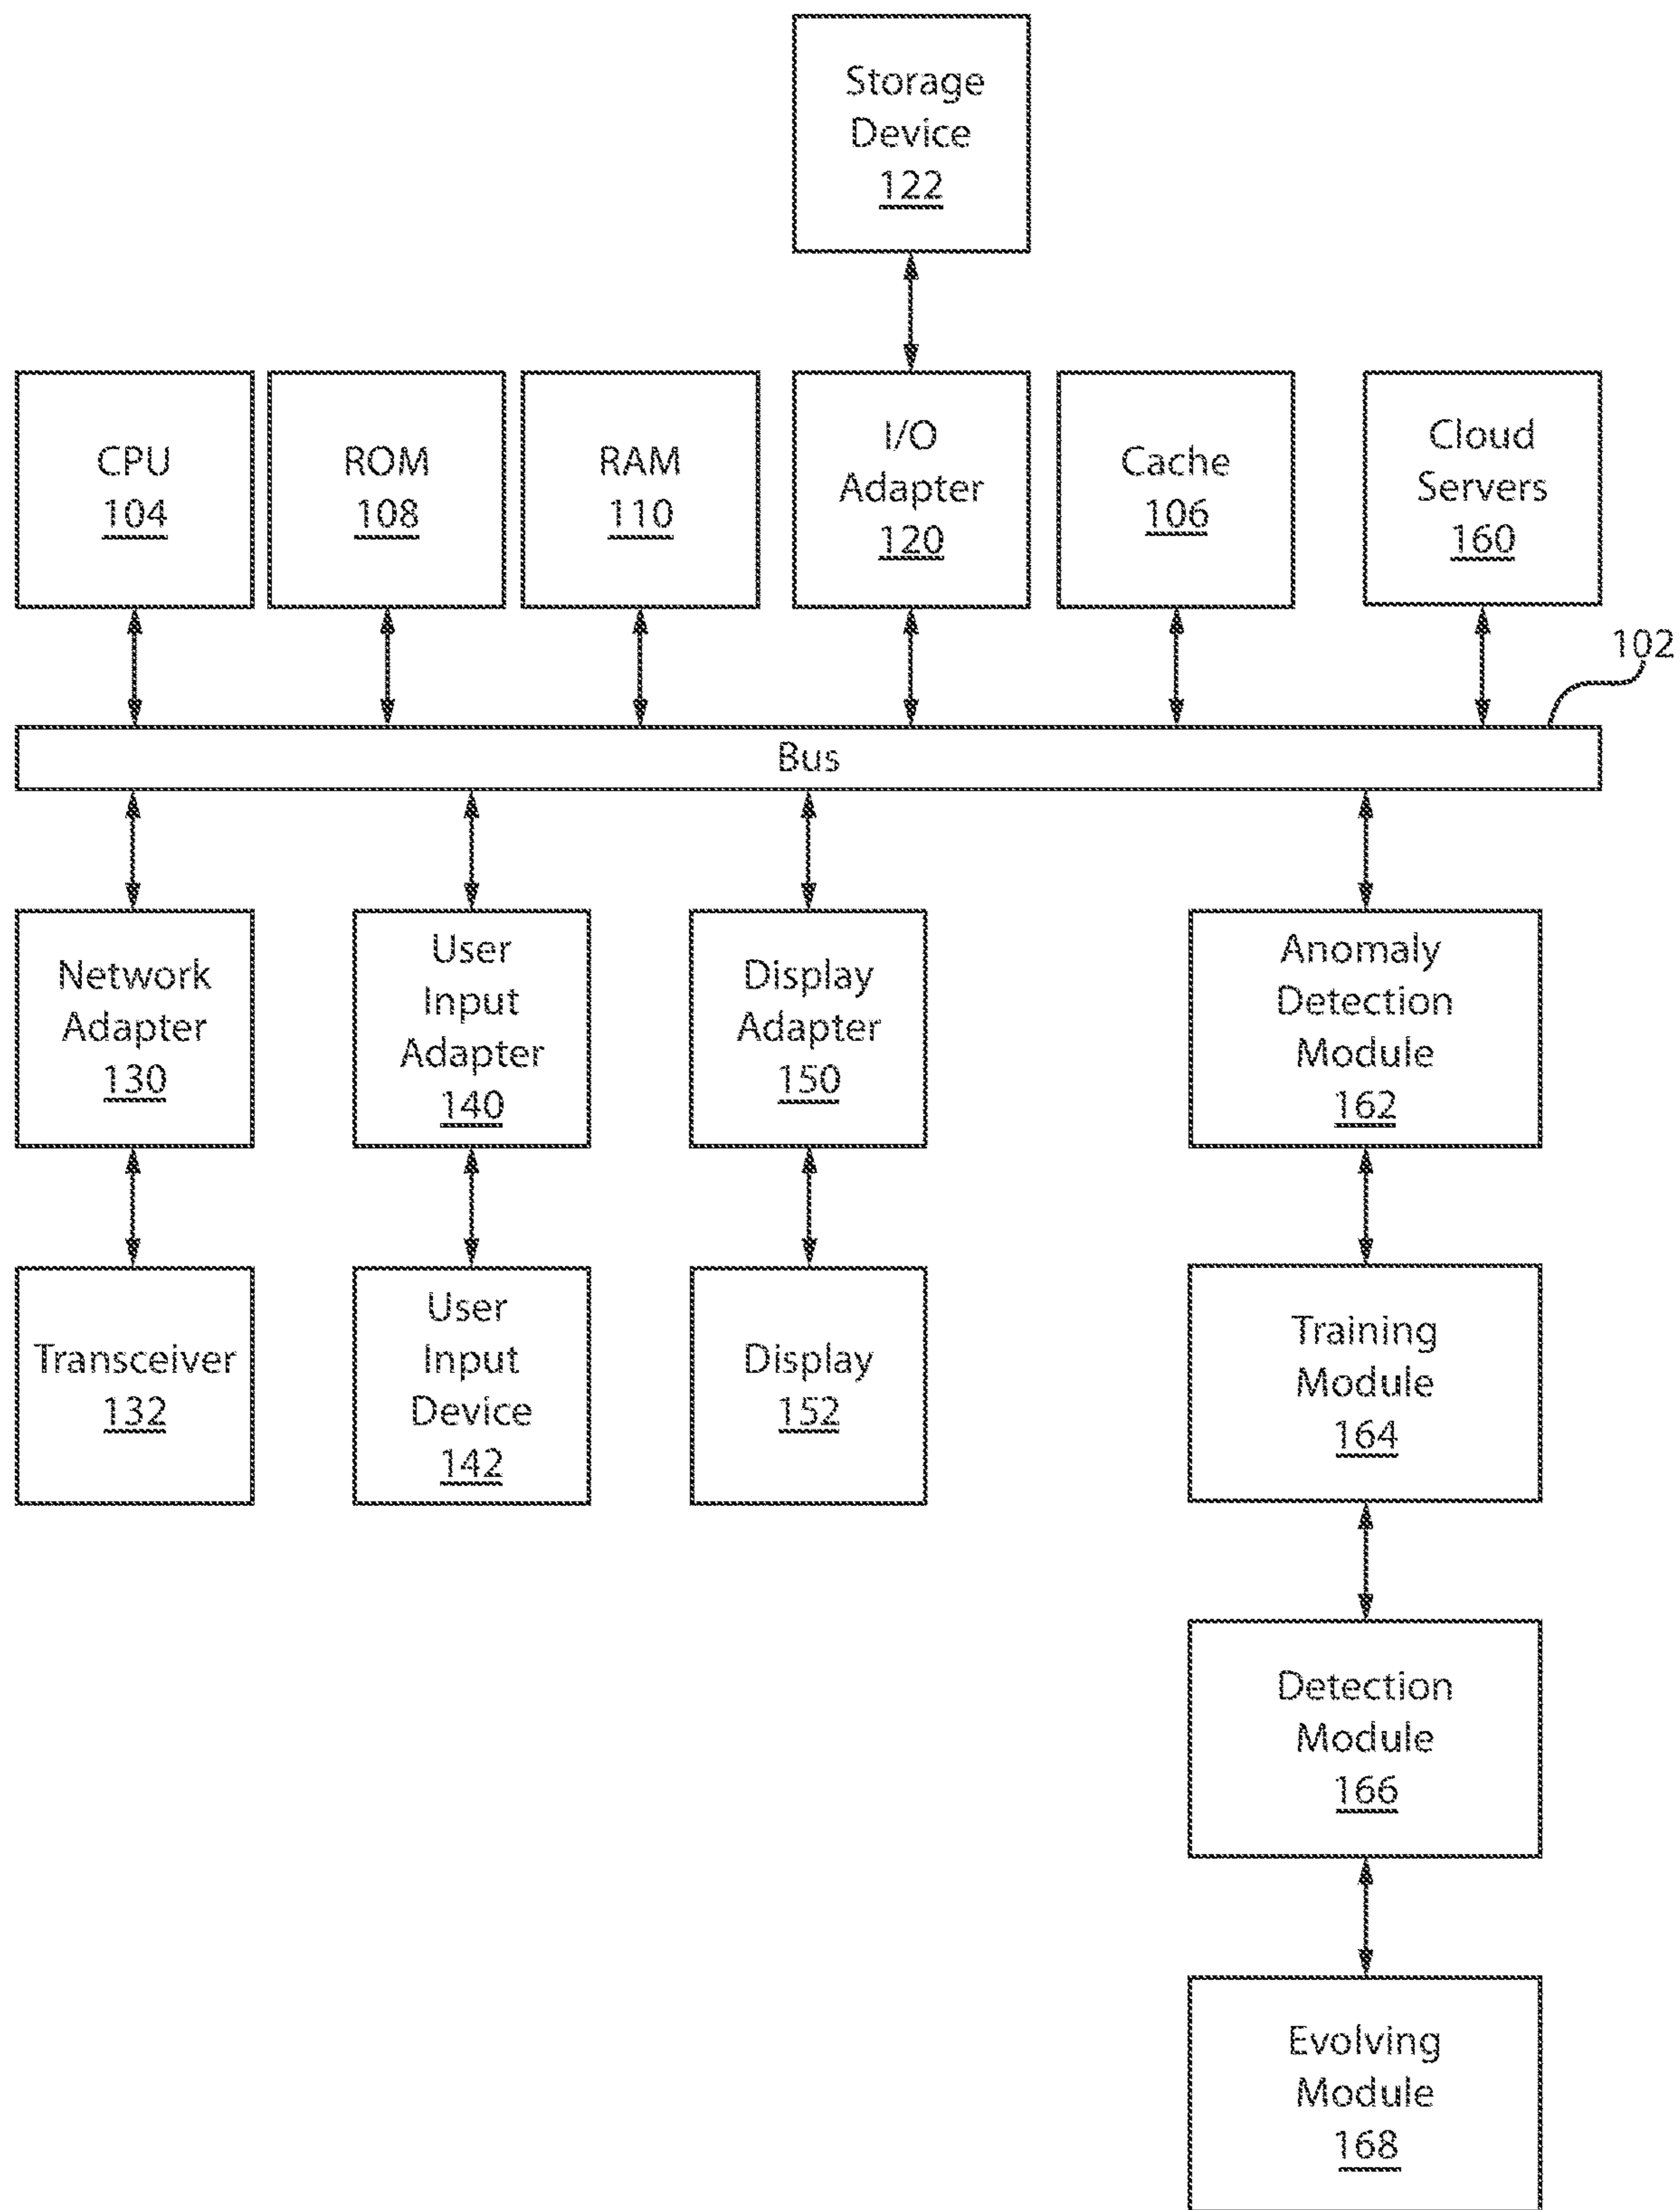 Storage
Device
122
CPU
104
ROM
108
RAM
110
I/O
Adapter
120
Cache
106
Cloud
Servers
160
102
Bus
Network
Adapter
130
User
Input
Adapter
140
Display
Adapter
150
Anomaly
Detection
Module
162
Transceiver
132
User
Input
Device
142
Display
152
Training
Module
164
Detection
Module
166
Evolving
Module
168